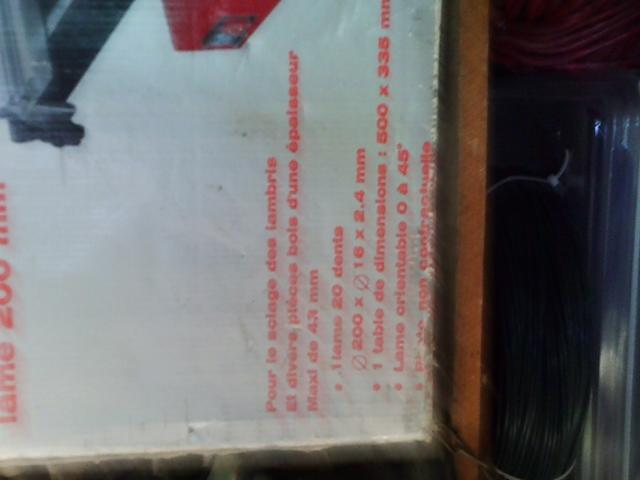 lame 200 mm
Pour le sciage des lambris
Et divers pièces bois d'une épaisseur
Maxi de 43 mm
• 1 lame 20 dents
∅ 200 x ∅ 16 x 2.4 mm
• 1 table de dimensions : 500 x 335 mm
• Lame orientable 0 à 45°
• non contractuelle